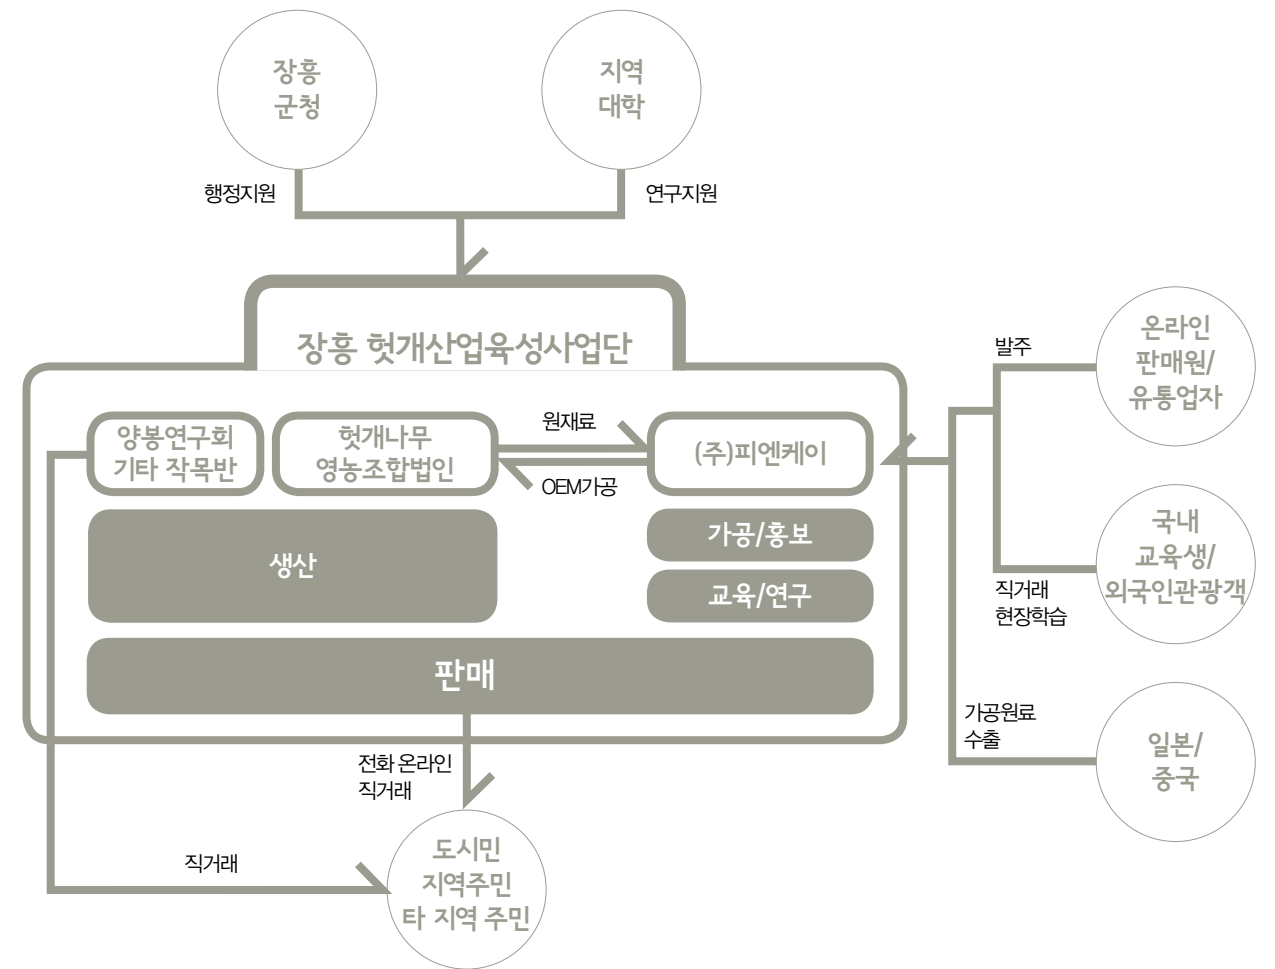 장흥
군청
지역
대학
행정지원
연구지원
장흥 헛개산업육성사업단
양봉연구회
기타 작목반
헛개나무
영농조합법인
원재료
OEM가공
(주)피엔케이
생산
가공/홍보
교육/연구
판매
발주
온라인
판매원/
유통업자
국내
교육생/
외국인관광객
직거래
현장학습
가공원료
수출
일본/
중국
전화 온라인
직거래
직거래
도시민
지역주민
타 지역 주민